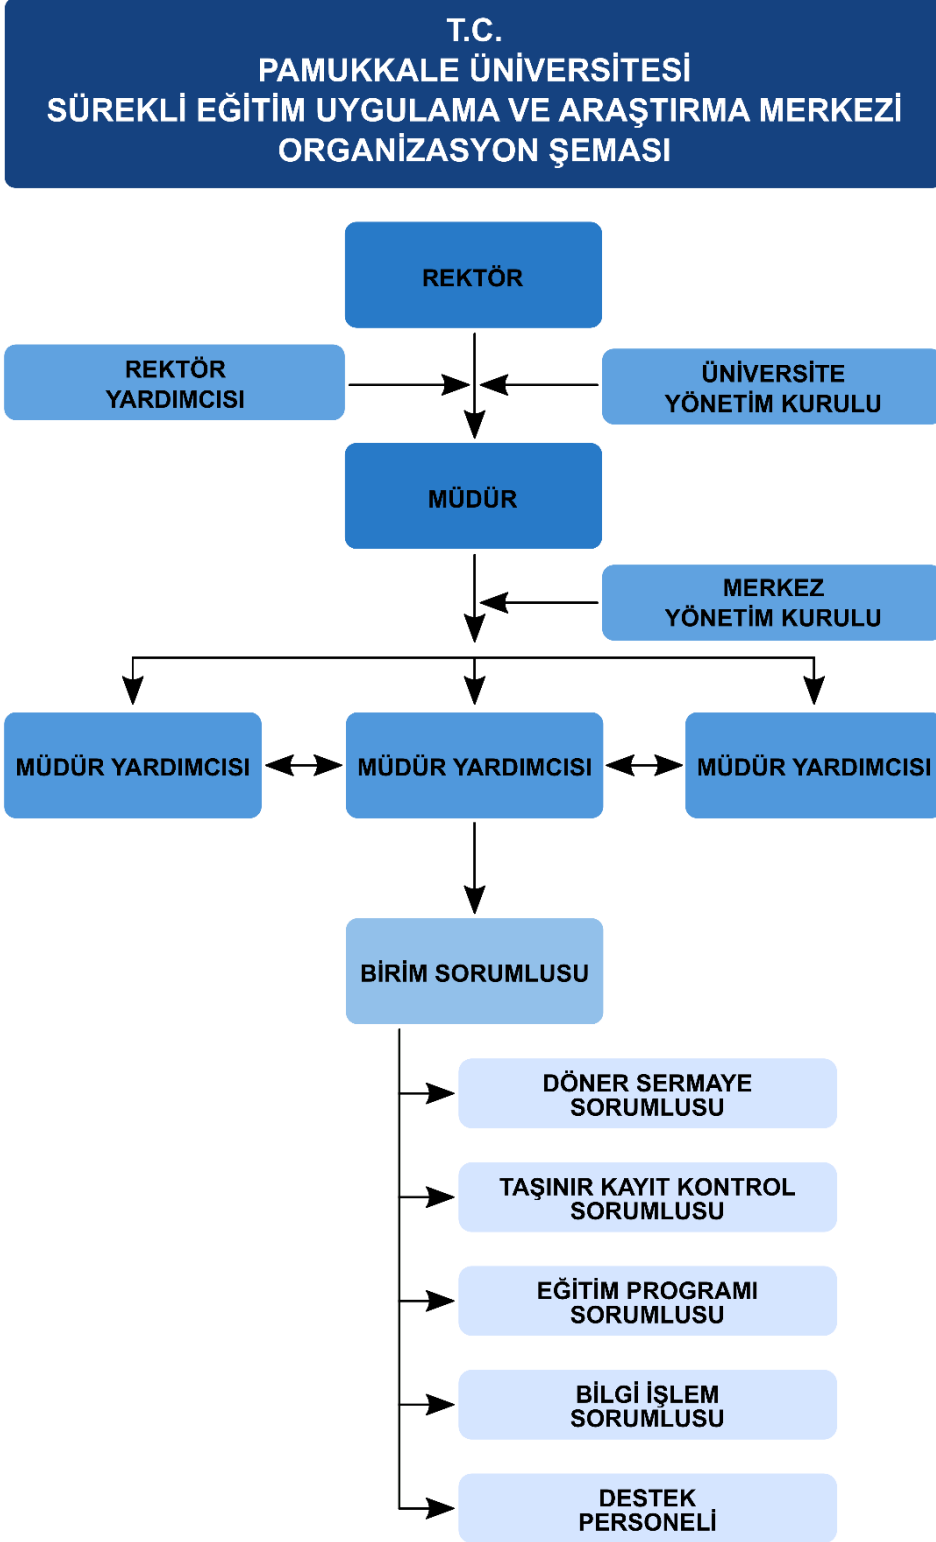 T.C.
PAMUKKALE ÜNİVERSİTESİ
SÜREKLİ EĞİTİM UYGULAMA VE ARAŞTIRMA MERKEZİ
ORGANİZASYON ŞEMASI
REKTÖR
REKTÖR
YARDIMCISI
ÜNİVERSİTE
YÖNETİM KURULU
MÜDÜR
MERKEZ
YÖNETİM KURULU
MÜDÜR YARDIMCISI
MÜDÜR YARDIMCISI
MÜDÜR YARDIMCISI
BİRİM SORUMLUSU
DÖNER SERMAYE
SORUMLUSU
TAŞINIR KAYIT KONTROL
SORUMLUSU
EĞİTİM PROGRAMI
SORUMLUSU
BİLGİ İŞLEM
SORUMLUSU
DESTEK
PERSONELİ